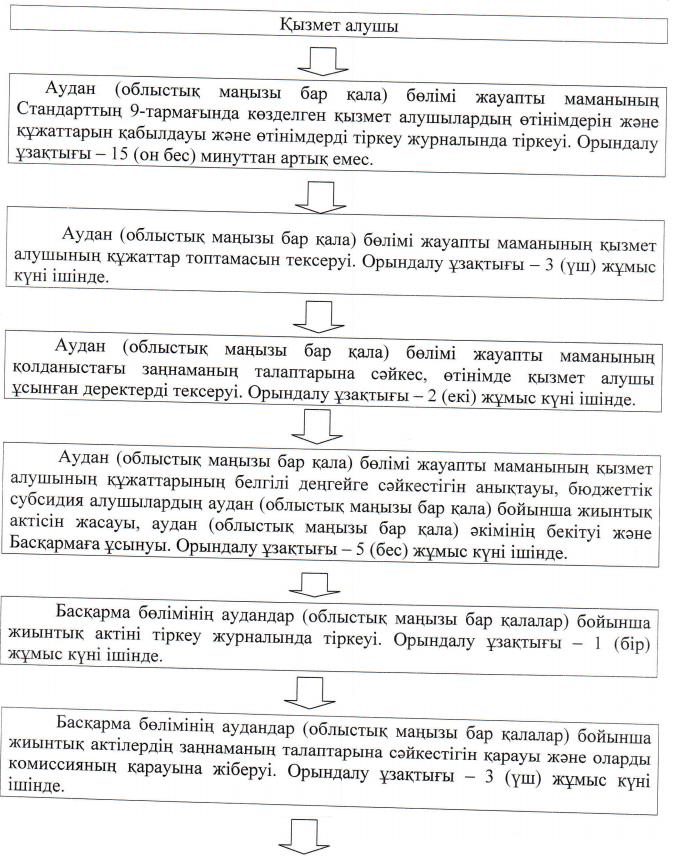 Қызмет алушы
Аудан (облыстық маңызы бар қала) бөлімі жауапты маманының
Стандарттың 9-тармағында көзделген қызмет алушылардың өтінімдерін және
құжаттарын қабылдауы және өтінімдерді тіркеу журналында тіркеуі. Орындалу
ұзақтығы – 15 (он бес) минуттан артық емес.
Аудан (облыстық маңызы бар қала) бөлімі жауапты маманының қызмет
алушының құжаттар топтамасын тексеруі. Орындалу ұзақтығы – 3 (үш) жұмыс
күні ішінде.
Аудан (облыстық маңызы бар қала) бөлімі жауапты маманының
қолданыстағы заңнаманың талаптарына сәйкес, өтінімде қызмет алушы
ұсынған деректерді тексеруі. Орындалу ұзақтығы – 2 (екі) жұмыс күні ішінде.
Аудан (облыстық маңызы бар қала) бөлімі жауапты маманының қызмет
алушының құжаттарының белгілі деңгейге сәйкестігін анықтауы, бюджеттік
субсидия алушылардың аудан (облыстық маңызы бар қала) бойынша жиынтық
актісін жасауы, аудан (облыстық маңызы бар қала) әкімінің бекітуі және
Басқармаға ұсынуы. Орындалу ұзақтығы – 5 (бес) жұмыс күні ішінде.
Басқарма бөлімінің аудандар (облыстық маңызы бар қалалар) бойынша
жиынтық актіні тіркеу журналында тіркеуі. Орындалу ұзақтығы – 1 (бір)
жұмыс күні ішінде.
Басқарма бөлімінің аудандар (облыстық маңызы бар қалалар) бойынша
жиынтық актілердің заңнаманың талаптарына сәйкестігін қарауы және оларды
комиссияның қарауына жіберуі. Орындалу ұзақтығы – 3 (үш) жұмыс күні
ішінде.